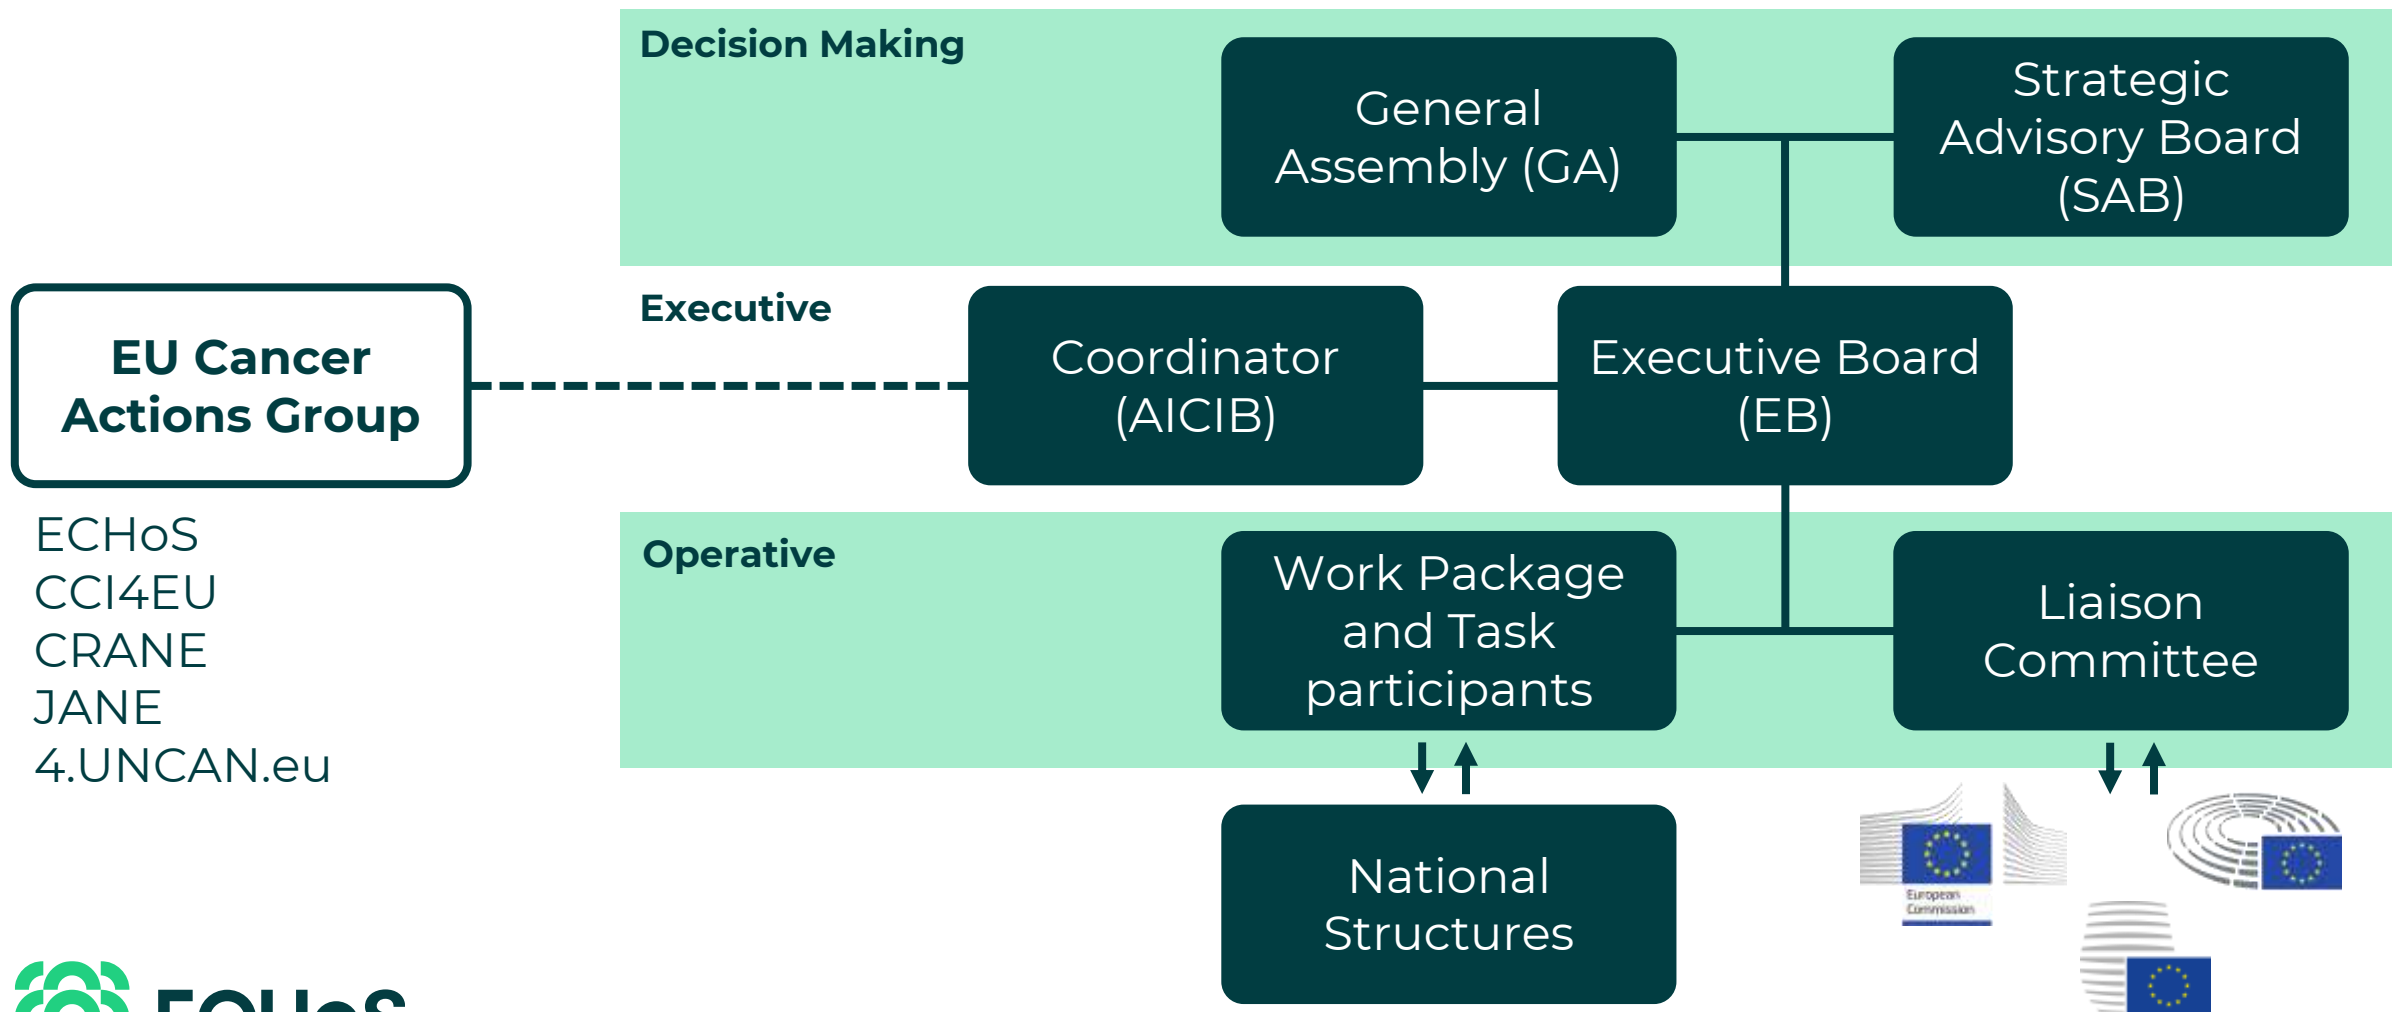 Decision Making
General
Assembly (GA)
Strategic
Advisory Board
(SAB)
Executive
EU Cancer
Actions Group
Coordinator
(AICIB)
Executive Board
(EB)
ECHoS
CCI4EU
CRANE
JANE
4.UNCAN.eu
Operative
Work Package
and Task
participants
Liaison
Committee
National
Structures
European
Commission
ECHoS